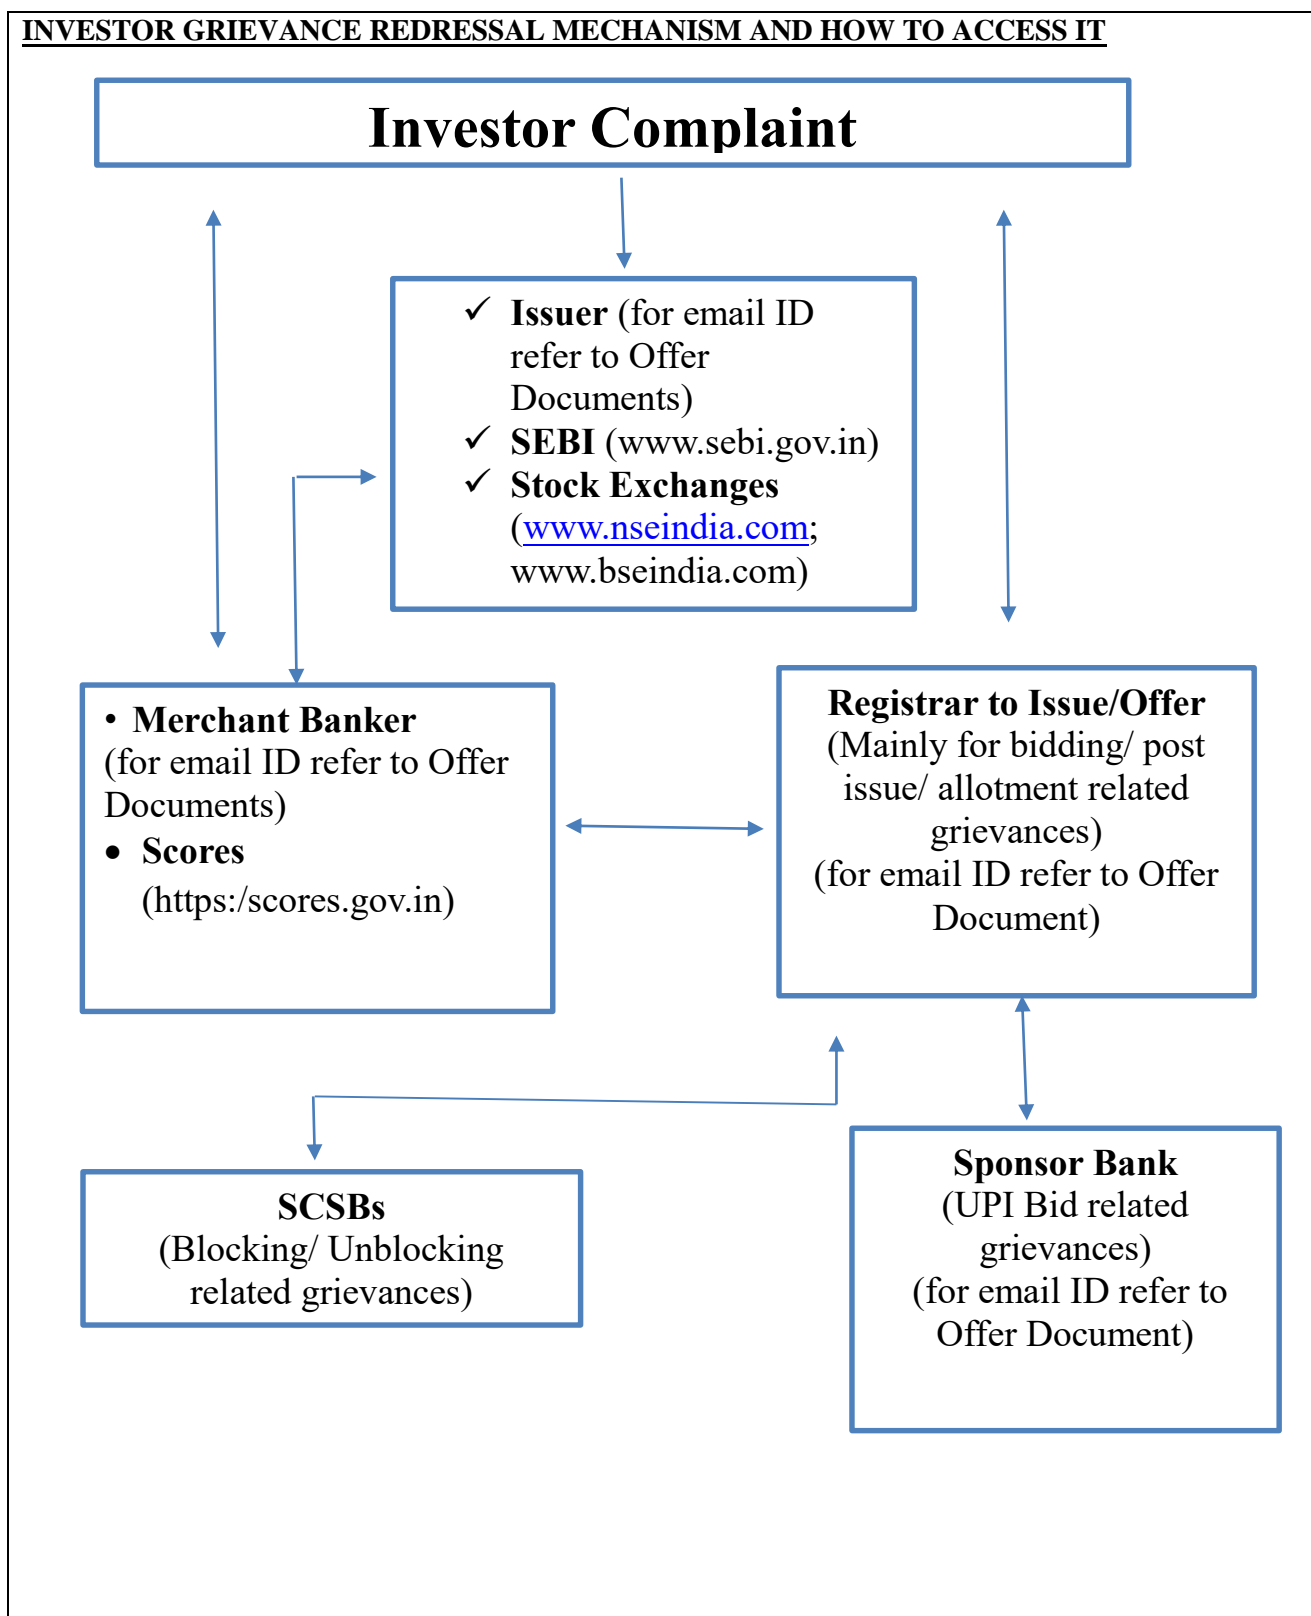 INVESTOR GRIEVANCE REDRESSAL MECHANISM AND HOW TO ACCESS IT
Investor Complaint
✓ Issuer (for email ID
refer to Offer
Documents)
✓ SEBI (www.sebi.gov.in)
✓ Stock Exchanges
(www.nseindia.com;
www.bseindia.com)
• Merchant Banker
(for email ID refer to Offer
Documents)
• Scores
(https:/scores.gov.in)
Registrar to Issue/Offer
(Mainly for bidding/ post
issue/ allotment related
grievances)
(for email ID refer to Offer
Document)
SCSBs
(Blocking/ Unblocking
related grievances)
Sponsor Bank
(UPI Bid related
grievances)
(for email ID refer to
Offer Document)